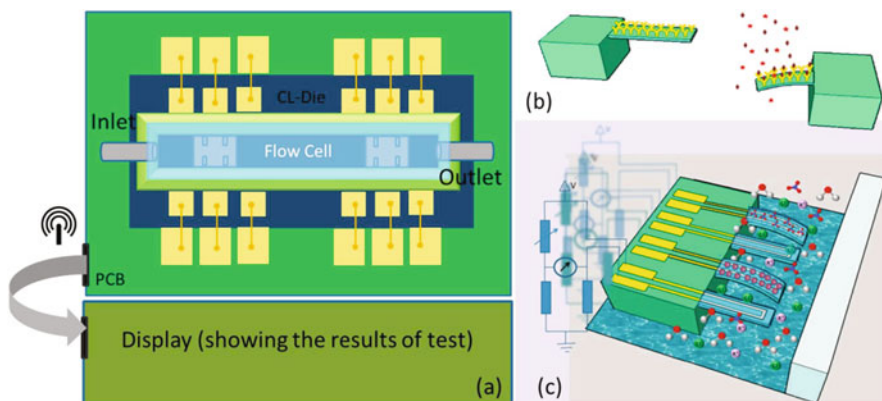 CL-Die
Inlet
Flow Cell
Outlet
PCB
Display (showing the results of test)
(a)
(b)
(c)
V